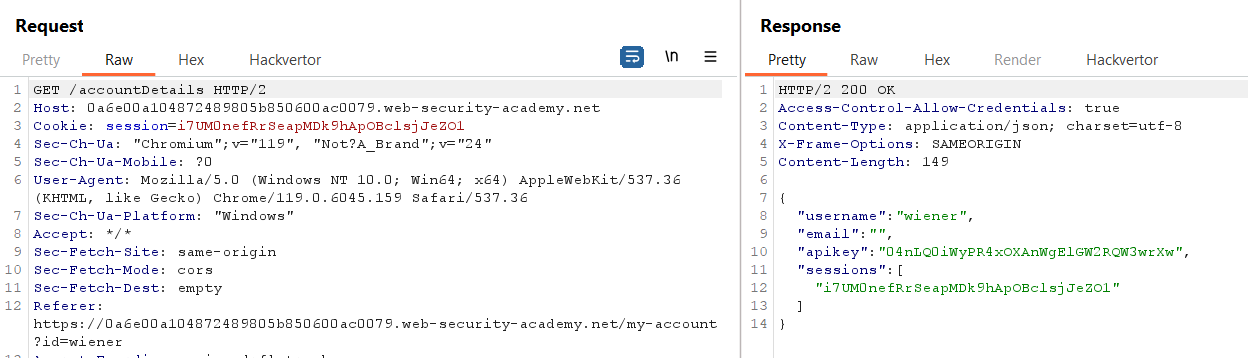 Request
Pretty Raw Hex Hackvertor \n
1 GET /accountDetails HTTP/2
2 Host: 0a6e00a104872489805b850600ac0079.web-security-academy.net
3 Cookie: session=i7UM0nefRrSeapMDk9hApOBclsjJeZO1
4 Sec-Ch-Ua: "Chromium";v="119", "Not?A_Brand";v="24"
5 Sec-Ch-Ua-Mobile: ?0
6 User-Agent: Mozilla/5.0 (Windows NT 10.0; Win64; x64) AppleWebKit/537.36
(KHTML, like Gecko) Chrome/119.0.6045.159 Safari/537.36
7 Sec-Ch-Ua-Platform: "Windows"
8 Accept: */*
9 Sec-Fetch-Site: same-origin
10 Sec-Fetch-Mode: cors
11 Sec-Fetch-Dest: empty
12 Referer:
https://0a6e00a104872489805b850600ac0079.web-security-academy.net/my-account
?id=wiener
Response
Pretty Raw Hex Render Hackvertor
1 HTTP/2 200 OK
2 Access-Control-Allow-Credentials: true
3 Content-Type: application/json; charset=utf-8
4 X-Frame-Options: SAMEORIGIN
5 Content-Length: 149
6
7 {
8 "username":"wiener",
9 "email":"",
10 "apikey":"04nLQ0iWyPR4xOXAnWgElGW2RQW3wrXw",
11 "sessions":[
12 "i7UM0nefRrSeapMDk9hApOBclsjJeZO1"
13 ]
14 }